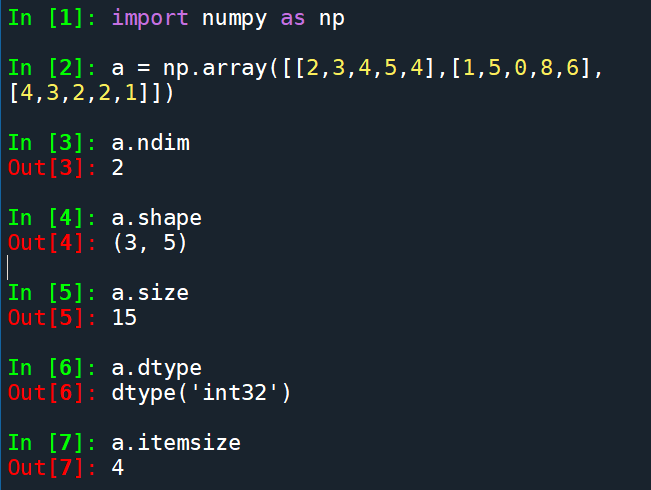 In [1]: import numpy as np
In [2]: a = np.array([[2,3,4,5,4],[1,5,0,8,6],
[4,3,2,2,1]])
In [3]: a.ndim
Out[3]: 2
In [4]: a.shape
Out[4]: (3, 5)
In [5]: a.size
Out[5]: 15
In [6]: a.dtype
Out[6]: dtype('int32')
In [7]: a.itemsize
Out[7]: 4